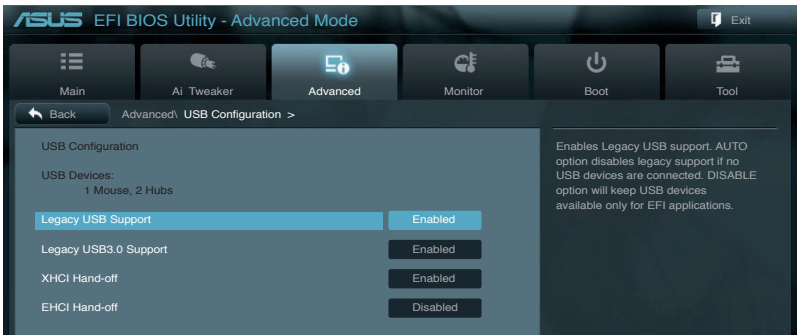 ASUS EFI BIOS Utility - Advanced Mode
Exit
Main
Ai Tweaker
Advanced
Monitor
Boot
Tool
Back
Advanced\ USB Configuration >
USB Configuration
USB Devices:
1 Mouse, 2 Hubs
Legacy USB Support Enabled
Legacy USB3.0 Support Enabled
XHCI Hand-off Enabled
EHCI Hand-off Disabled
Enables Legacy USB support. AUTO
option disables legacy support if no
USB devices are connected. DISABLE
option will keep USB devices
available only for EFI applications.